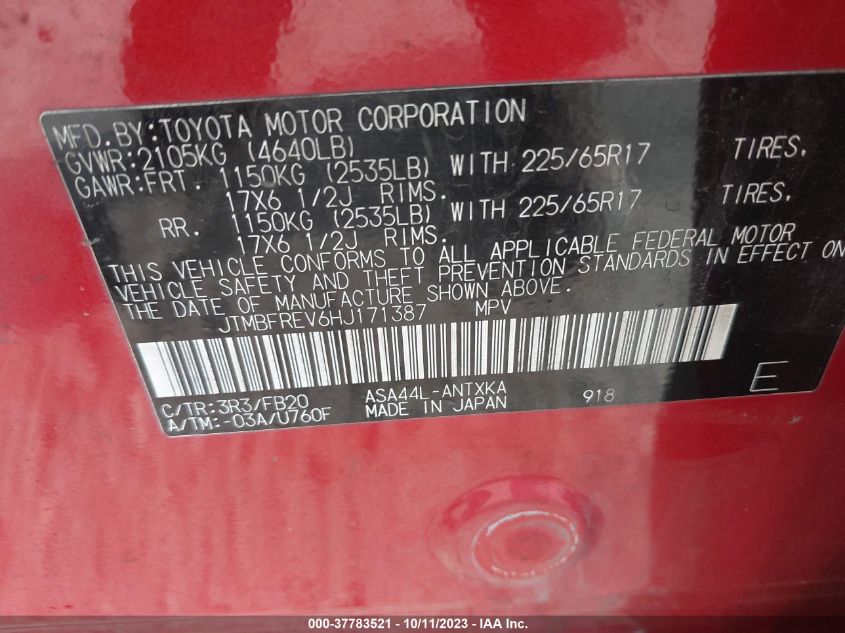 MFD. BY: TOYOTA MOTOR CORPORATION
GVWR: 2105KG (4640LB)
GAWR: FRT. 1150KG (2535LB) WITH 225/65R17 TIRES,
17X6 1/2J RIMS.
RR. 1150KG (2535LB) WITH 225/65R17 TIRES,
17X6 1/2J RIMS.
THIS VEHICLE CONFORMS TO ALL APPLICABLE FEDERAL MOTOR
VEHICLE SAFETY AND THEFT PREVENTION STANDARDS IN EFFECT ON
THE DATE OF MANUFACTURE SHOWN ABOVE.
JTMBFREV6HJ171387 MPV
C/TR: 3R3/FB20 ASA44L-ANTXKA
A/TM: -03A/U760F MADE IN JAPAN 918 E
000-37783521 - 10/11/2023 - IAA Inc.